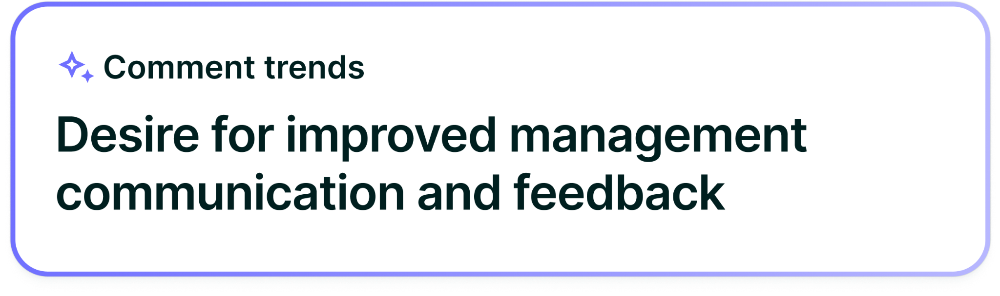 Comment trends
Desire for improved management
communication and feedback